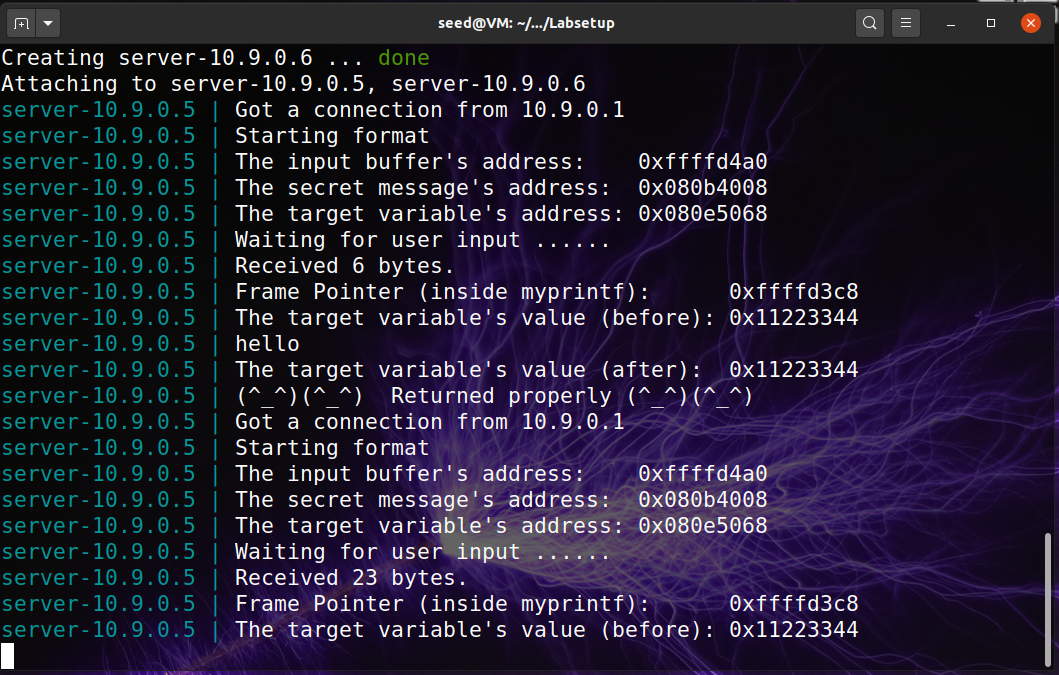 seed@VM: ~/.../Labsetup
Creating server-10.9.0.6 ... done
Attaching to server-10.9.0.5, server-10.9.0.6
server-10.9.0.5 | Got a connection from 10.9.0.1
server-10.9.0.5 | Starting format
server-10.9.0.5 | The input buffer's address:    0xffffd4a0
server-10.9.0.5 | The secret message's address:  0x080b4008
server-10.9.0.5 | The target variable's address: 0x080e5068
server-10.9.0.5 | Waiting for user input ......
server-10.9.0.5 | Received 6 bytes.
server-10.9.0.5 | Frame Pointer (inside myprintf):      0xffffd3c8
server-10.9.0.5 | The target variable's value (before): 0x11223344
server-10.9.0.5 | hello
server-10.9.0.5 | The target variable's value (after):  0x11223344
server-10.9.0.5 | (^_^)(^_^)  Returned properly (^_^)(^_^)
server-10.9.0.5 | Got a connection from 10.9.0.1
server-10.9.0.5 | Starting format
server-10.9.0.5 | The input buffer's address:    0xffffd4a0
server-10.9.0.5 | The secret message's address:  0x080b4008
server-10.9.0.5 | The target variable's address: 0x080e5068
server-10.9.0.5 | Waiting for user input ......
server-10.9.0.5 | Received 23 bytes.
server-10.9.0.5 | Frame Pointer (inside myprintf):      0xffffd3c8
server-10.9.0.5 | The target variable's value (before): 0x11223344